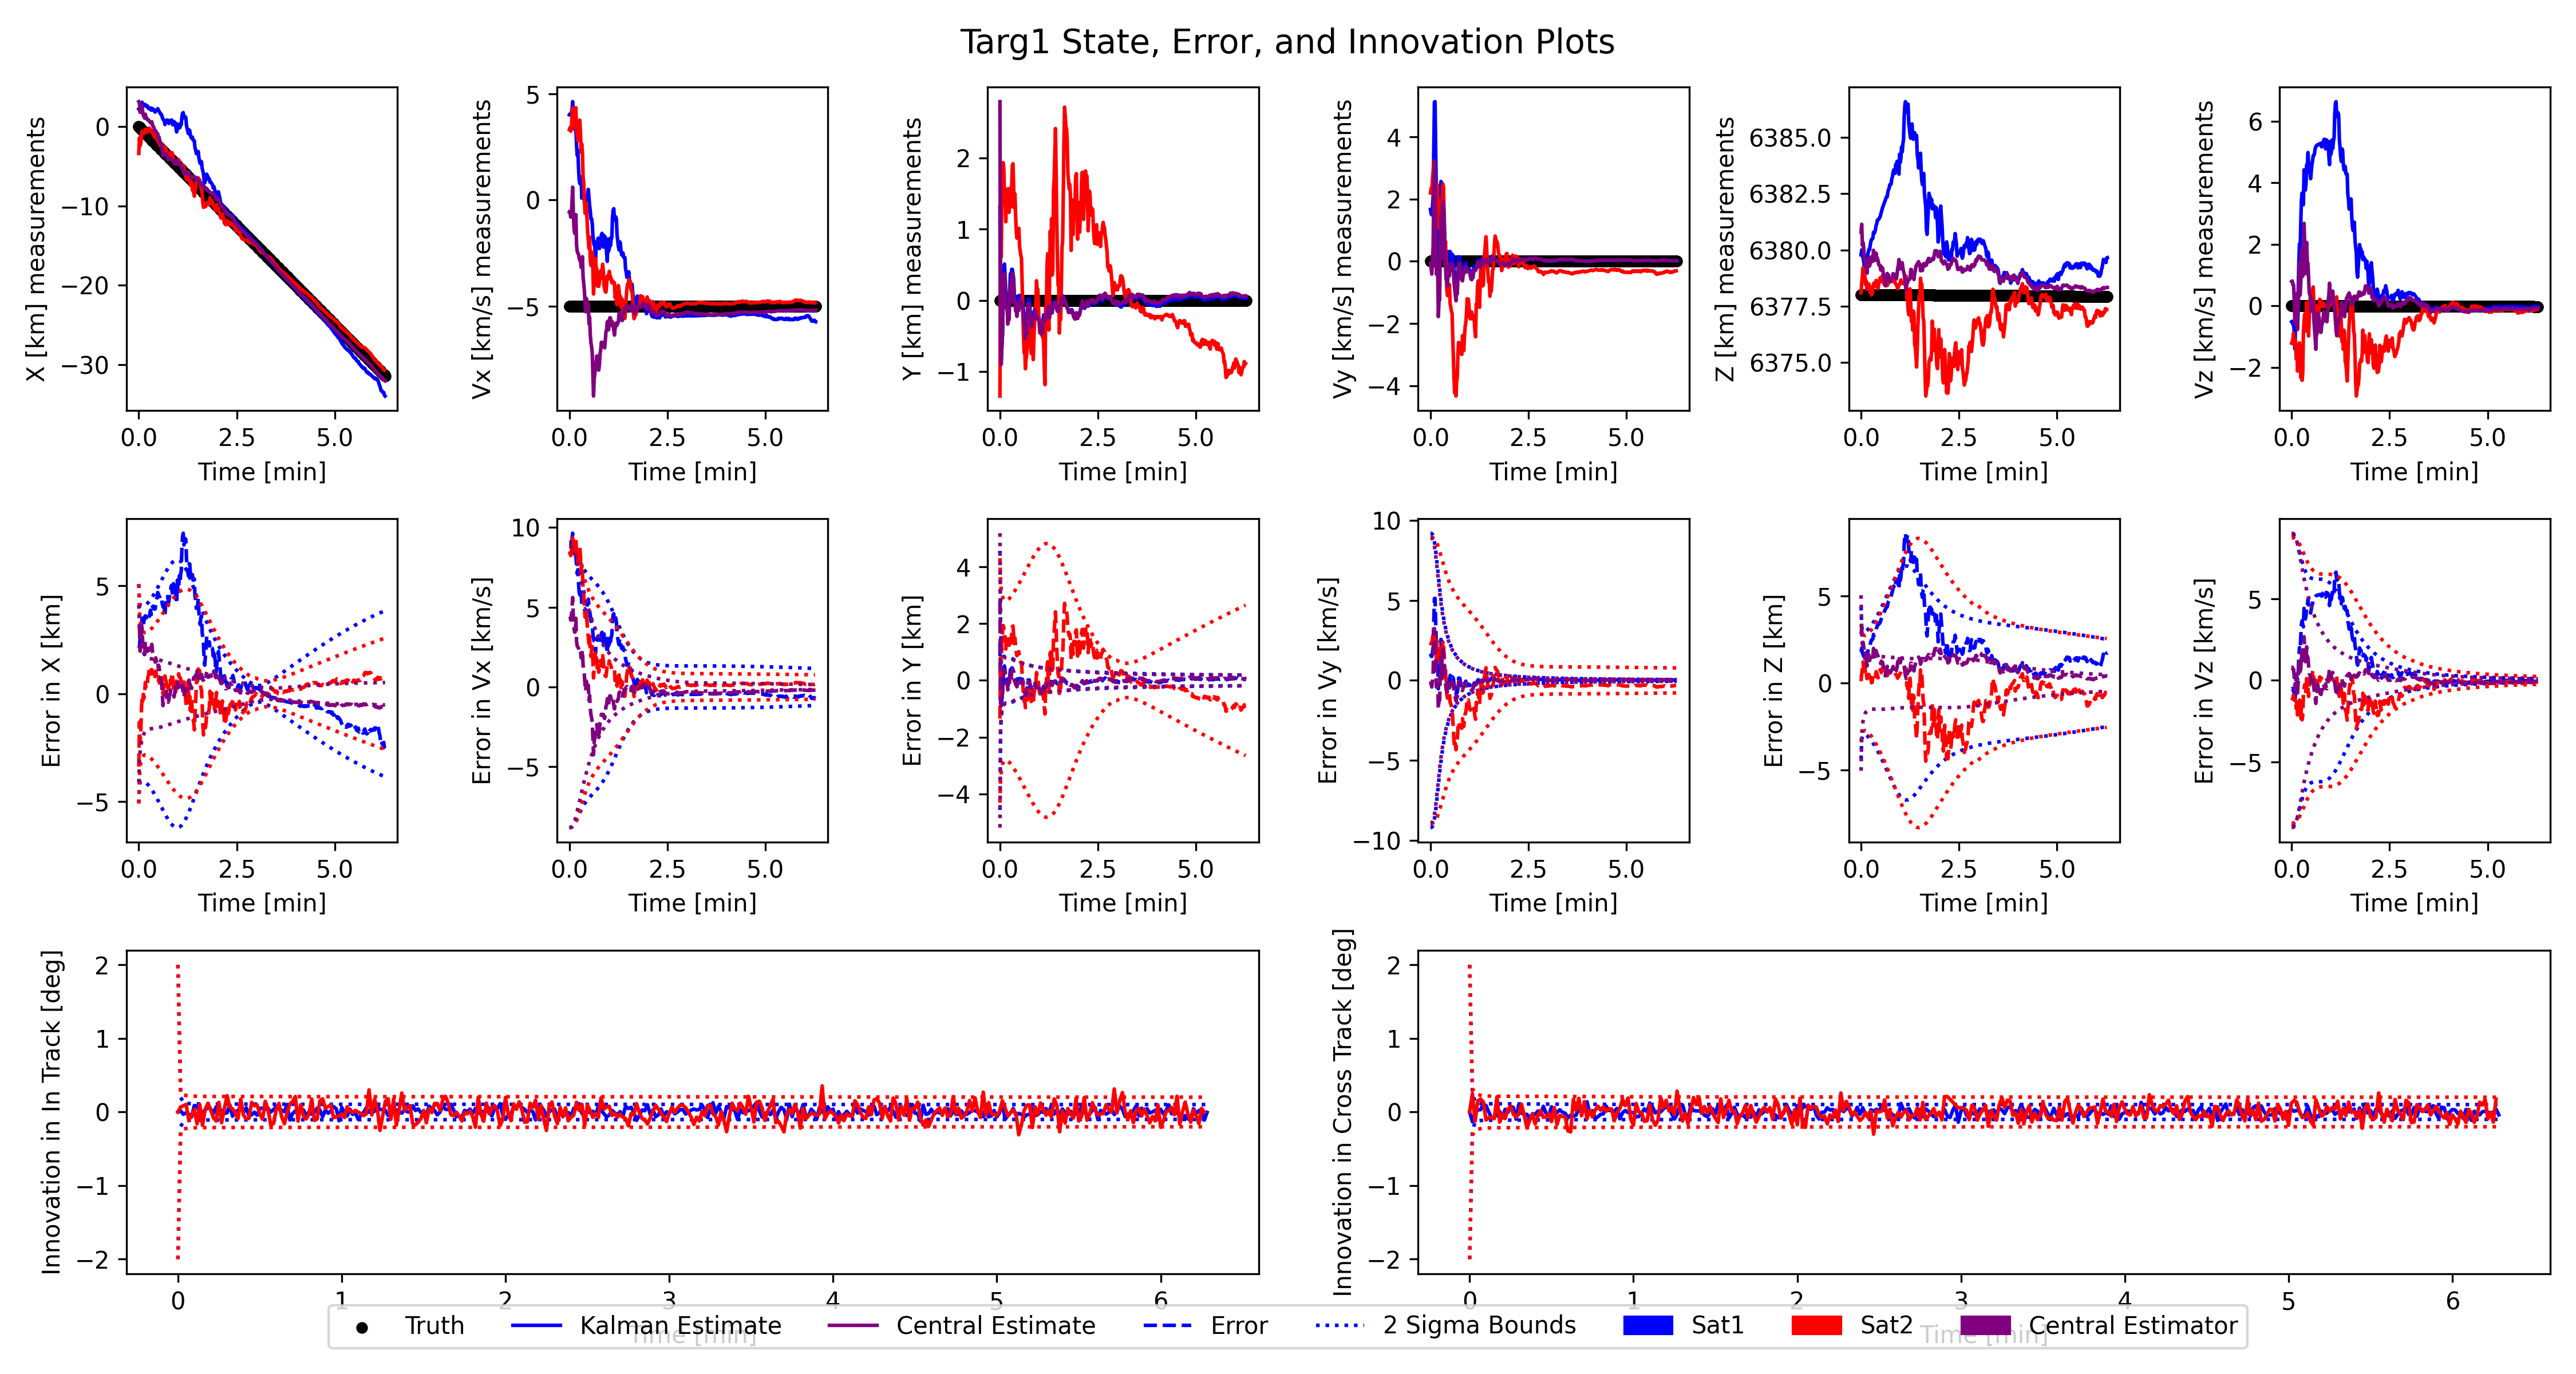 Targ1 State, Error, and Innovation Plots
X [km] measurements
0
−10
−20
−30
0.0 2.5 5.0
Time [min]
Vx [km/s] measurements
5
0
−5
0.0 2.5 5.0
Time [min]
Y [km] measurements
2
1
0
−1
0.0 2.5 5.0
Time [min]
Vy [km/s] measurements
4
2
0
−2
−4
0.0 2.5 5.0
Time [min]
Z [km] measurements
6385.0
6382.5
6380.0
6377.5
6375.0
0.0 2.5 5.0
Time [min]
Vz [km/s] measurements
6
4
2
0
−2
0.0 2.5 5.0
Time [min]
Error in X [km]
5
0
−5
0.0 2.5 5.0
Time [min]
Error in Vx [km/s]
10
5
0
−5
0.0 2.5 5.0
Time [min]
Error in Y [km]
4
2
0
−2
−4
0.0 2.5 5.0
Time [min]
Error in Vy [km/s]
10
5
0
−5
−10
0.0 2.5 5.0
Time [min]
Error in Z [km]
5
0
−5
0.0 2.5 5.0
Time [min]
Error in Vz [km/s]
5
0
−5
0.0 2.5 5.0
Time [min]
Innovation in In Track [deg]
2
1
0
−1
−2
0 1 2 3 4 5 6
Time [min]
Innovation in Cross Track [deg]
2
1
0
−1
−2
0 1 2 3 4 5 6
Time [min]
Truth Kalman Estimate Central Estimate Error 2 Sigma Bounds Sat1 Sat2 Central Estimator